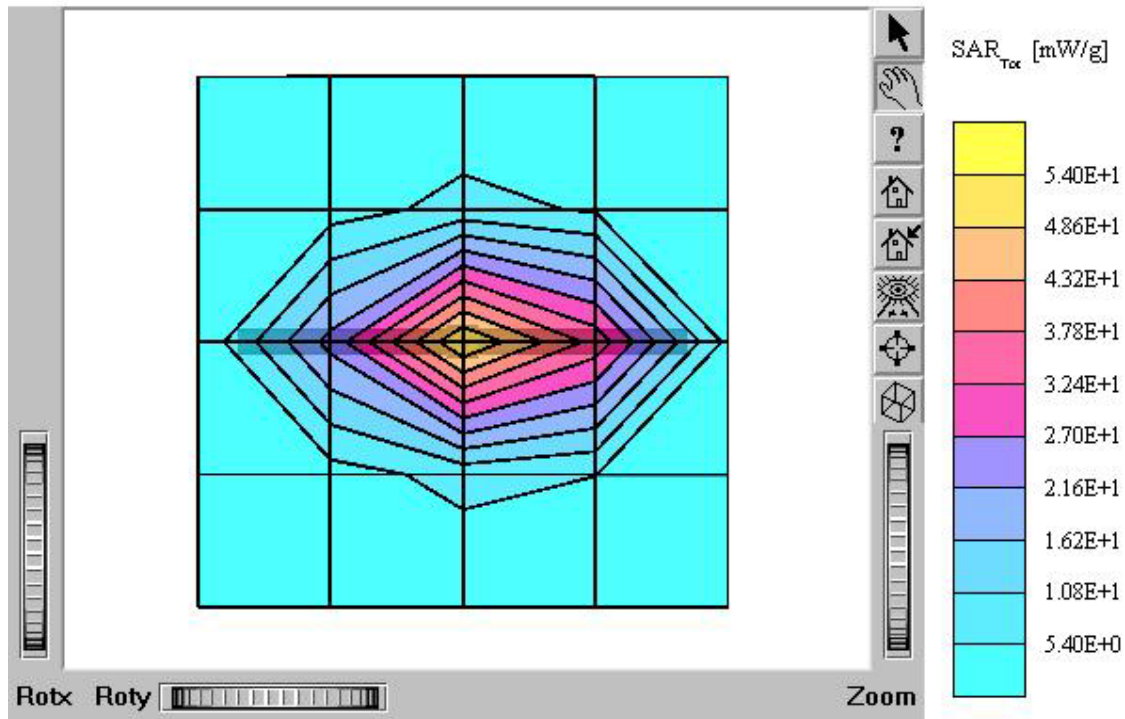 SAR_Tot [mW/g]
?
5.40E+1
4.86E+1
4.32E+1
3.78E+1
3.24E+1
2.70E+1
2.16E+1
1.62E+1
1.08E+1
5.40E+0
Rotx Roty Zoom